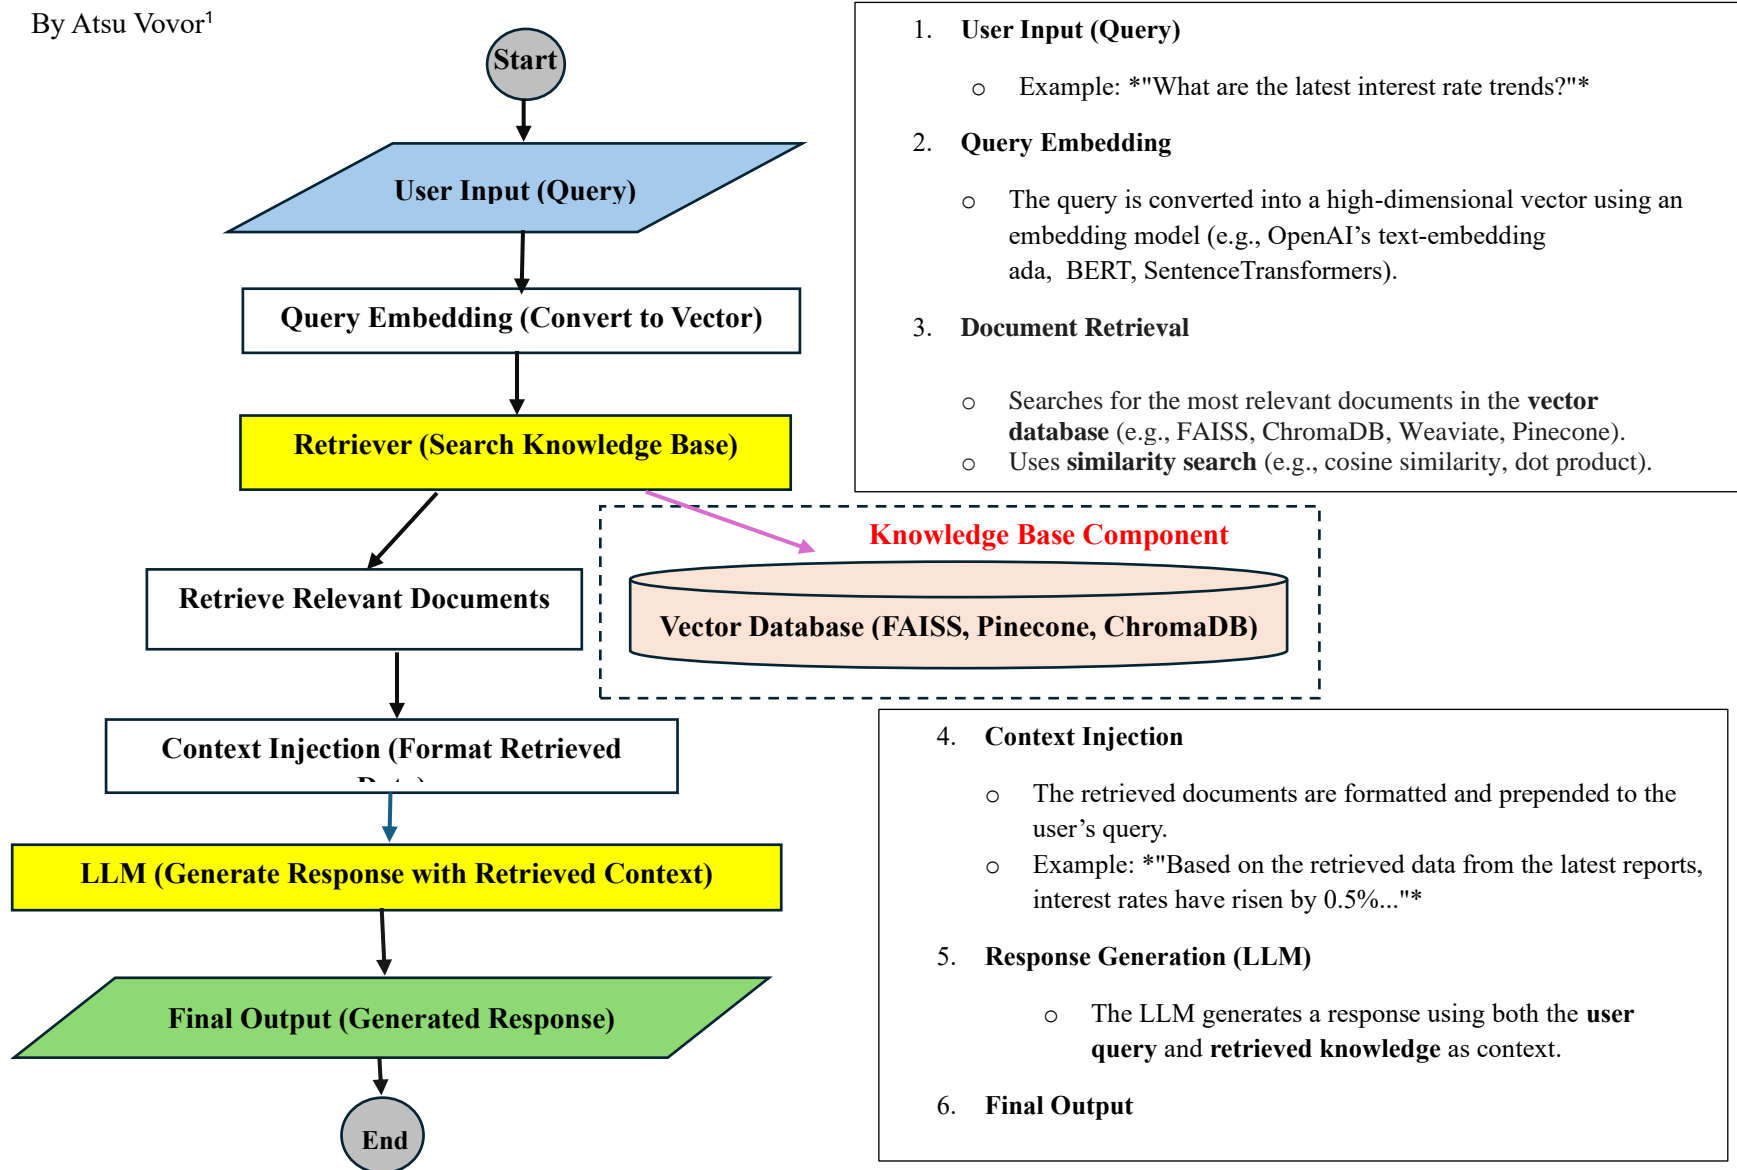 By Atsu Vovor¹
Start
User Input (Query)
Query Embedding (Convert to Vector)
Retriever (Search Knowledge Base)
Retrieve Relevant Documents
Knowledge Base Component
Vector Database (FAISS, Pinecone, ChromaDB)
Context Injection (Format Retrieved
LLM (Generate Response with Retrieved Context)
Final Output (Generated Response)
End
1. User Input (Query)
o Example: *"What are the latest interest rate trends?"*
2. Query Embedding
o The query is converted into a high-dimensional vector using an
embedding model (e.g., OpenAI’s text-embedding
ada, BERT, SentenceTransformers).
3. Document Retrieval
o Searches for the most relevant documents in the vector
database (e.g., FAISS, ChromaDB, Weaviate, Pinecone).
o Uses similarity search (e.g., cosine similarity, dot product).
4. Context Injection
o The retrieved documents are formatted and prepended to the
user’s query.
o Example: *"Based on the retrieved data from the latest reports,
interest rates have risen by 0.5%..."*
5. Response Generation (LLM)
o The LLM generates a response using both the user
query and retrieved knowledge as context.
6. Final Output